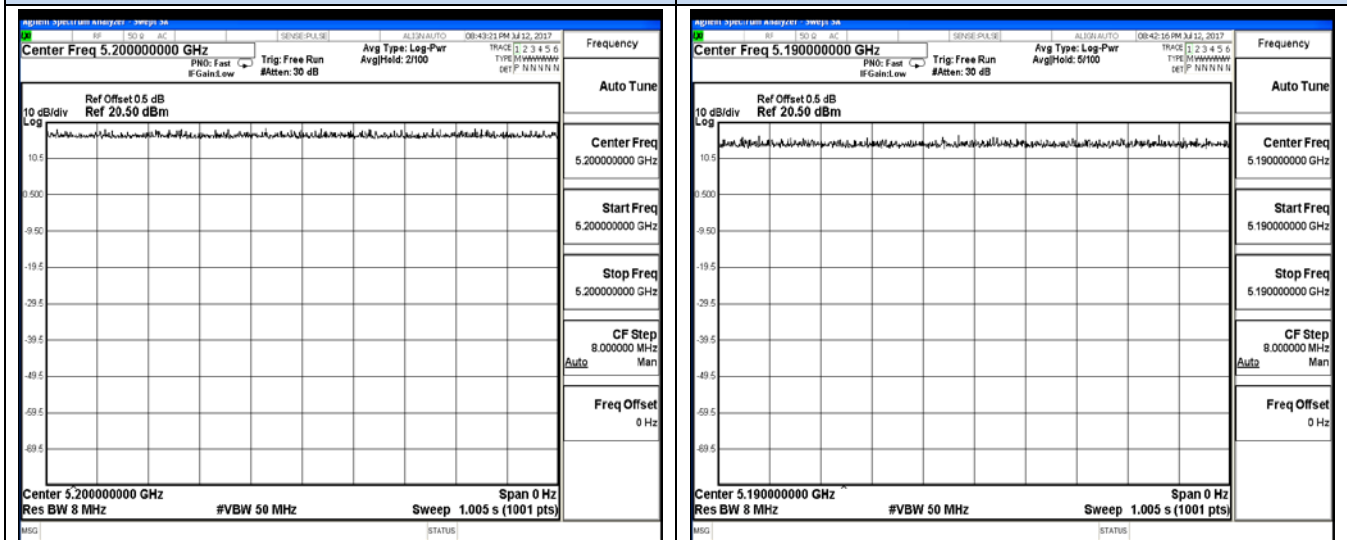 Agilent Spectrum Analyzer - Swept SA
RF 50 Ω AC SENSE:PULSE ALIGN AUTO 08:43:21 PM Jul 12, 2017
Center Freq 5.200000000 GHz
PNO: Fast
IFGain:Low
Trig: Free Run
#Atten: 30 dB
Avg Type: Log-Pwr
Avg|Hold: 2/100
TRACE 1 2 3 4 5 6
TYPE M WWWWW
DET P N N N N N
Ref Offset 0.5 dB
10 dB/div Ref 20.50 dBm
Log
10.5
0.500
-9.50
-19.5
-29.5
-39.5
-49.5
-59.5
-69.5
Center 5.200000000 GHz Span 0 Hz
Res BW 8 MHz #VBW 50 MHz Sweep 1.005 s (1001 pts)
MSG STATUS
Frequency
Auto Tune
Center Freq
5.200000000 GHz
Start Freq
5.200000000 GHz
Stop Freq
5.200000000 GHz
CF Step
8.000000 MHz
Auto Man
Freq Offset
0 Hz
Agilent Spectrum Analyzer - Swept SA
RF 50 Ω AC SENSE:PULSE ALIGN AUTO 08:42:16 PM Jul 12, 2017
Center Freq 5.190000000 GHz
PNO: Fast
IFGain:Low
Trig: Free Run
#Atten: 30 dB
Avg Type: Log-Pwr
Avg|Hold: 5/100
TRACE 1 2 3 4 5 6
TYPE M WWWWW
DET P N N N N N
Ref Offset 0.5 dB
10 dB/div Ref 20.50 dBm
Log
10.5
0.500
-9.50
-19.5
-29.5
-39.5
-49.5
-59.5
-69.5
Center 5.190000000 GHz Span 0 Hz
Res BW 8 MHz #VBW 50 MHz Sweep 1.005 s (1001 pts)
MSG STATUS
Frequency
Auto Tune
Center Freq
5.190000000 GHz
Start Freq
5.190000000 GHz
Stop Freq
5.190000000 GHz
CF Step
8.000000 MHz
Auto Man
Freq Offset
0 Hz